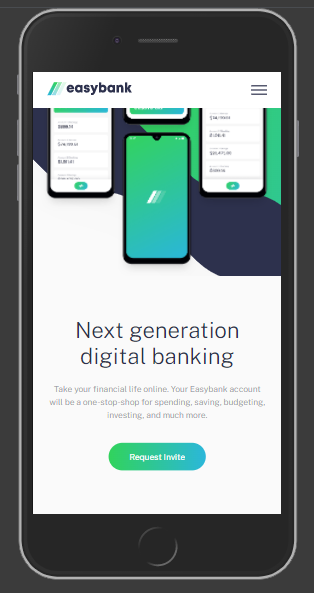 easybank
Next generation
digital banking
Take your financial life online. Your Easybank account
will be a one-stop-shop for spending, saving, budgeting,
investing, and much more.
Request Invite